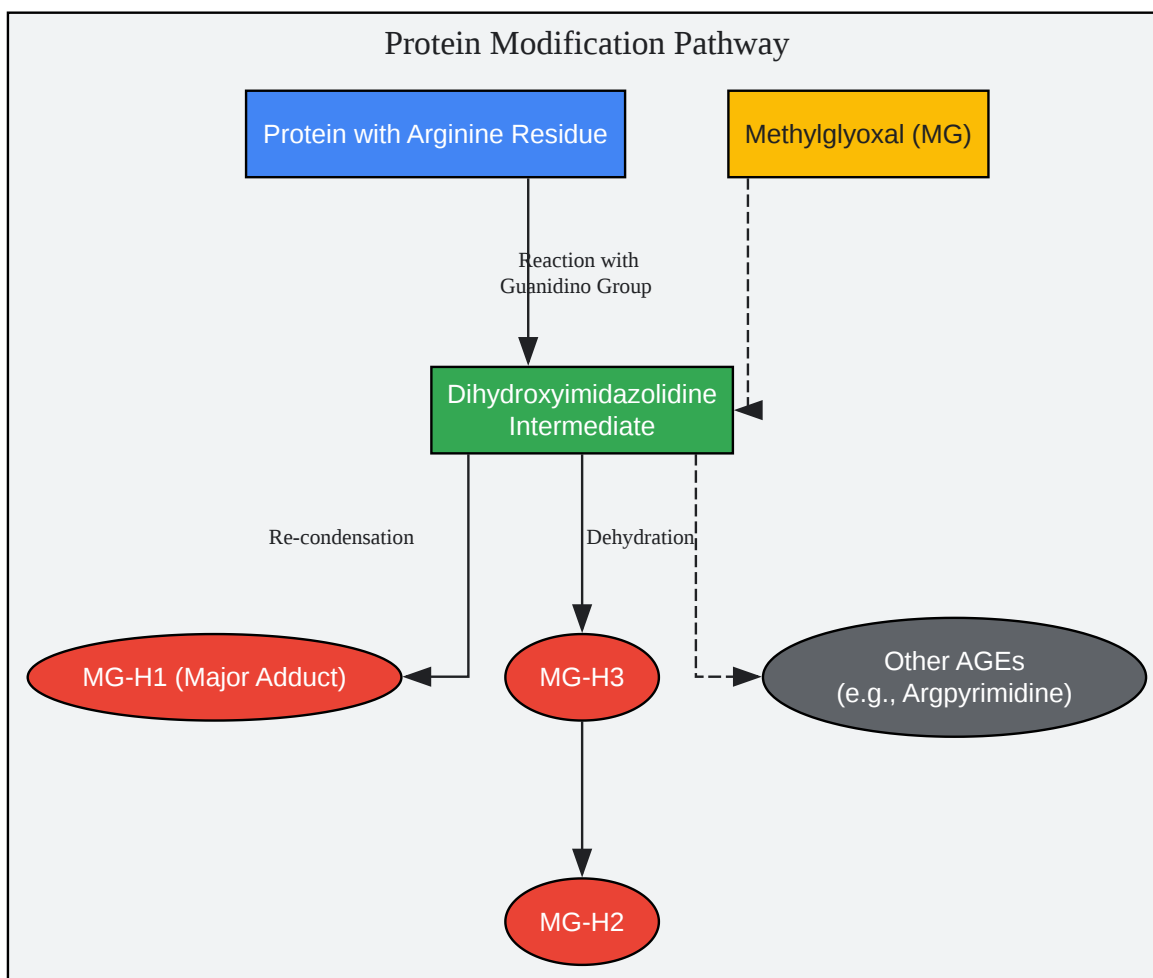 Protein Modification Pathway
Protein with Arginine Residue
Methylglyoxal (MG)
Reaction with
Guanidino Group
Dihydroxyimidazolidine
Intermediate
Re-condensation
Dehydration
MG-H1 (Major Adduct)
MG-H3
Other AGEs
(e.g., Argpyrimidine)
MG-H2